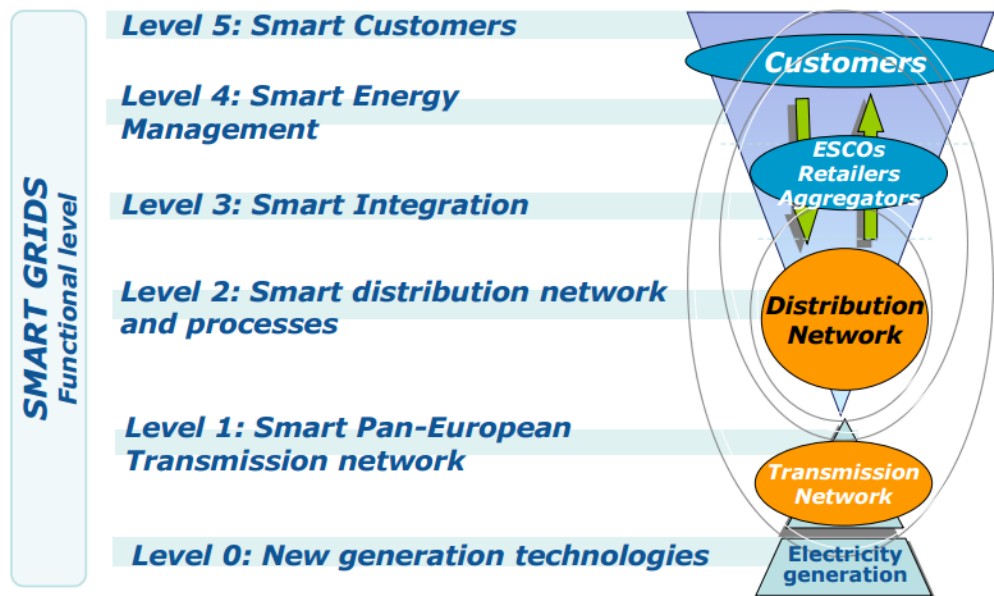 SMART GRIDS
Functional level
Level 5: Smart Customers
Level 4: Smart Energy
Management
Level 3: Smart Integration
Level 2: Smart distribution network
and processes
Level 1: Smart Pan-European
Transmission network
Level 0: New generation technologies
Customers
ESCOs
Retailers
Aggregators
Distribution
Network
Transmission
Network
Electricity
generation